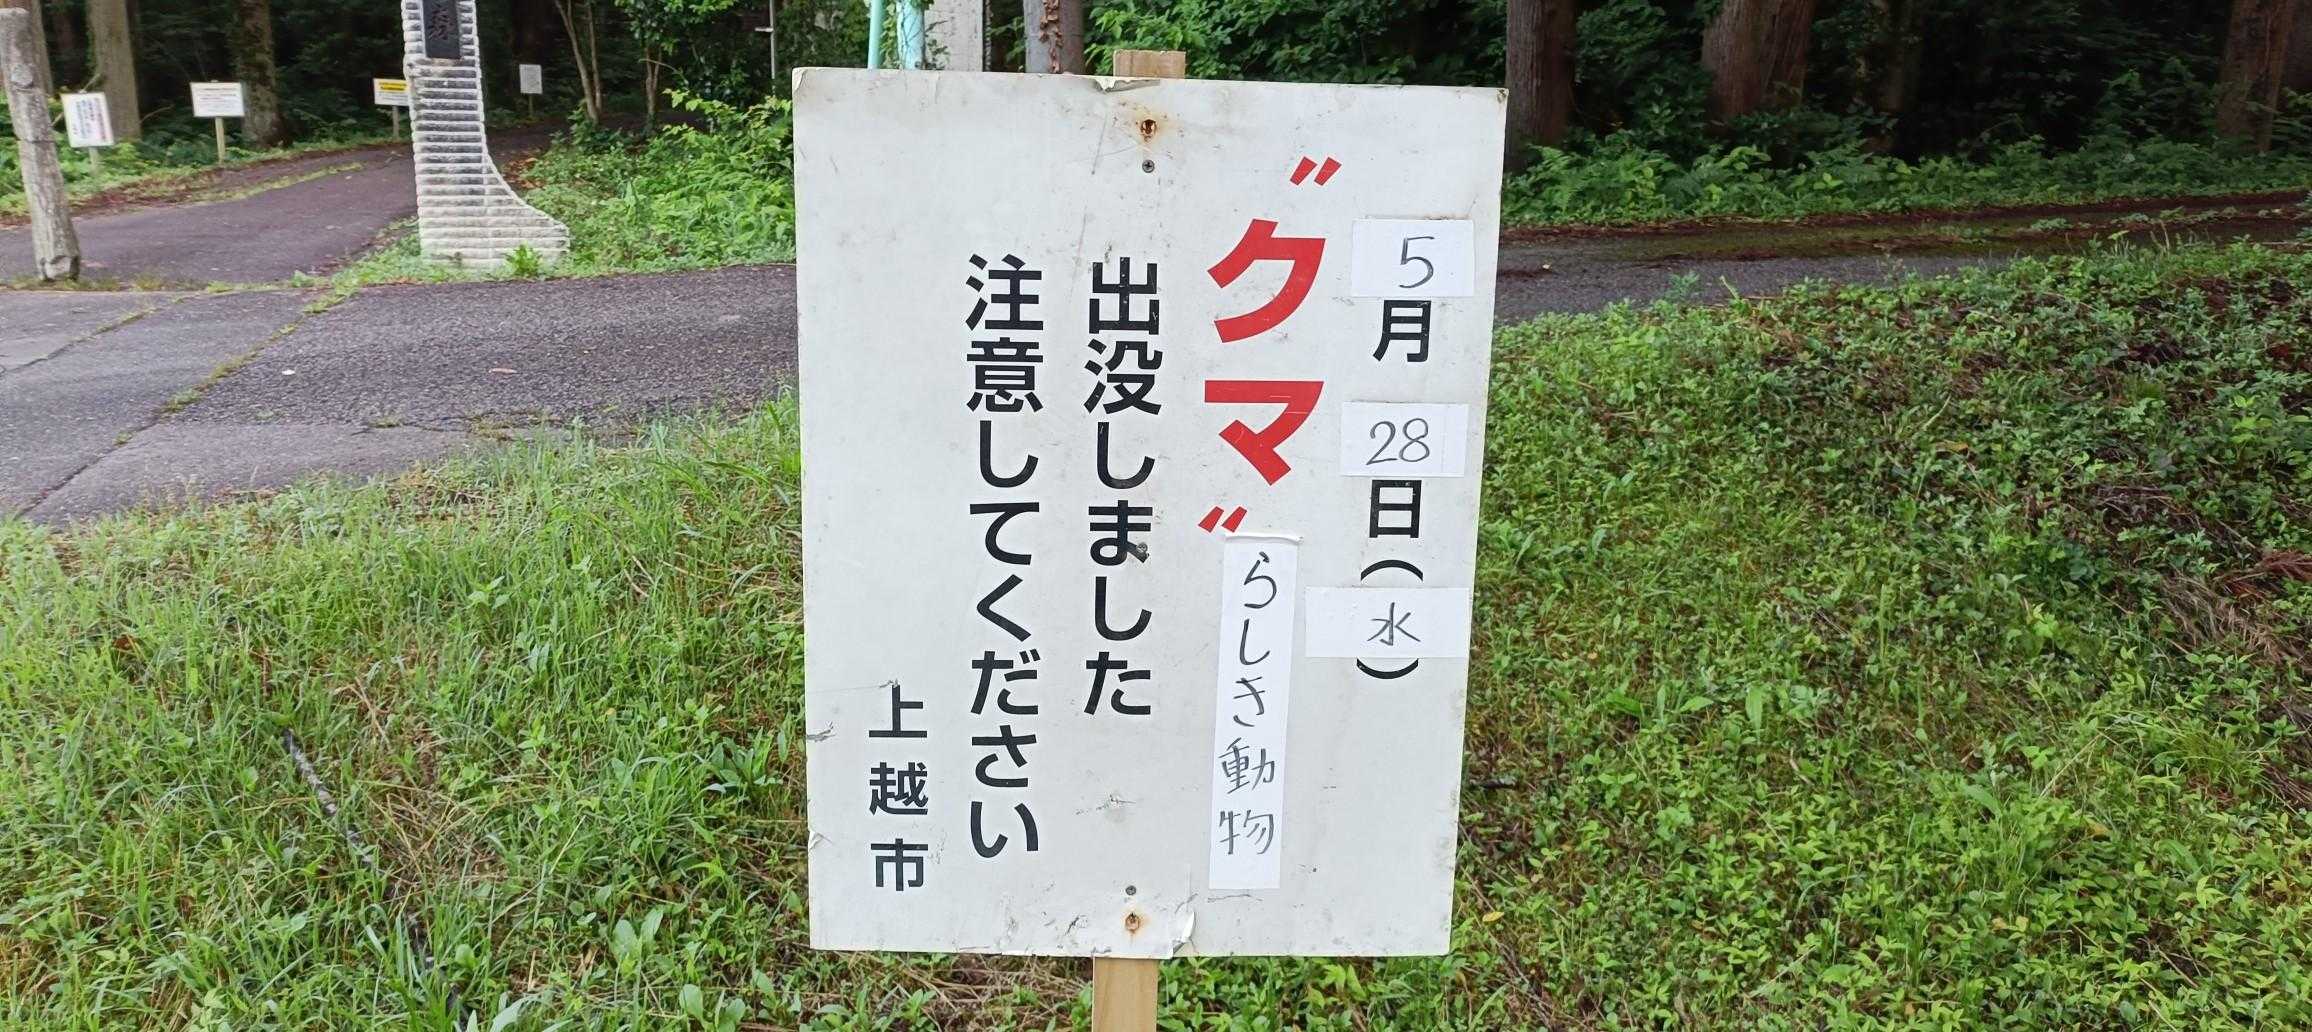 5月28日(水)
〝クマ〟らしき動物
出没しました
注意してください
上越市